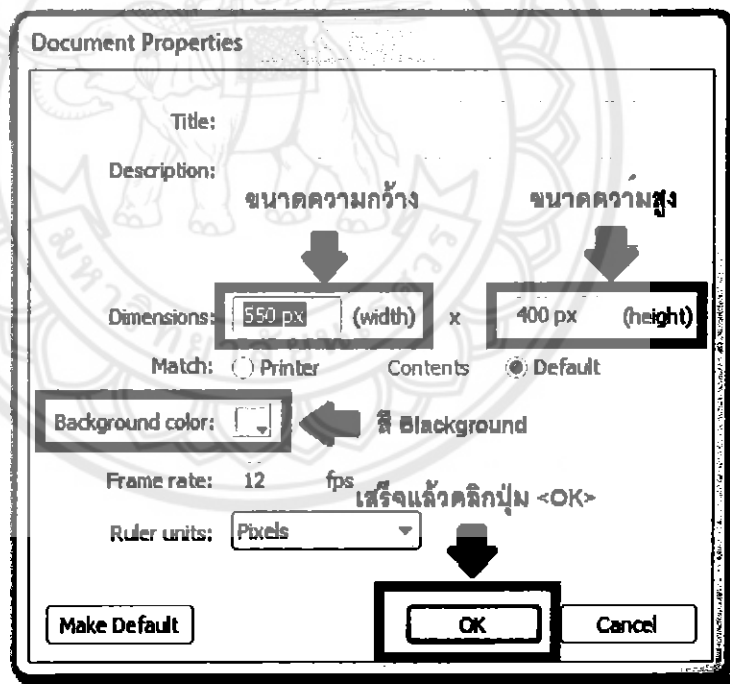 Document Properties
Title:
Description:
ขนาดความกว้าง ขนาดความสูง
Dimensions: 550 px (width) x 400 px (height)
Match: Printer Contents Default
Background color: สี Blackground
Frame rate: 12 fps
เสร็จแล้วคลิกปุ่ม <OK>
Ruler units: Pixels
Make Default OK Cancel